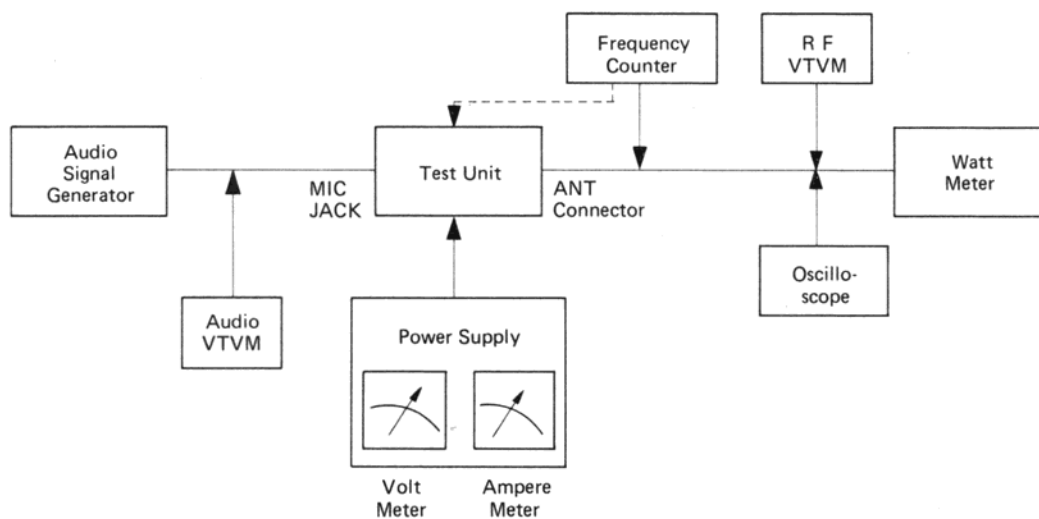 Frequency
Counter
R F
VTVM
Audio
Signal
Generator
Test Unit
Watt
Meter
MIC
JACK
ANT
Connector
Oscillo-
scope
Audio
VTVM
Power Supply
Volt
Meter
Ampere
Meter